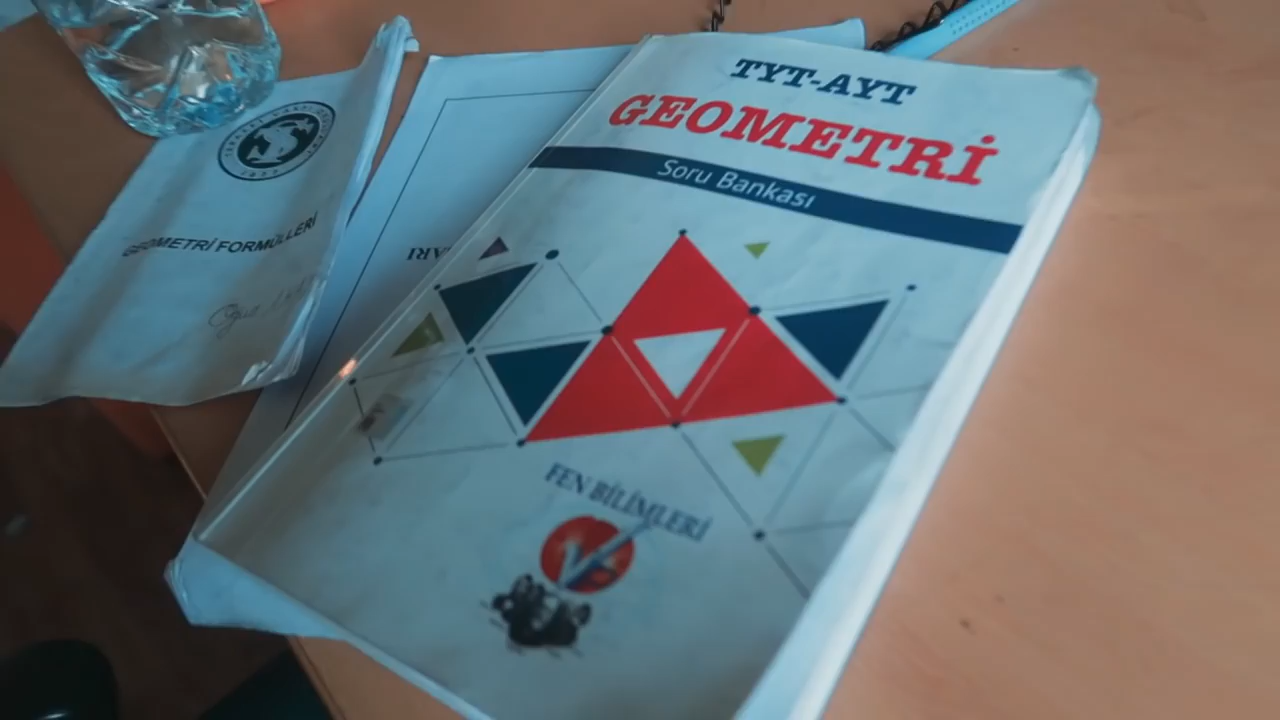 TYT-AYT
GEOMETRİ
Soru Bankası
FEN BİLİMLERİ
GEOMETRİ FORMÜLLERİ